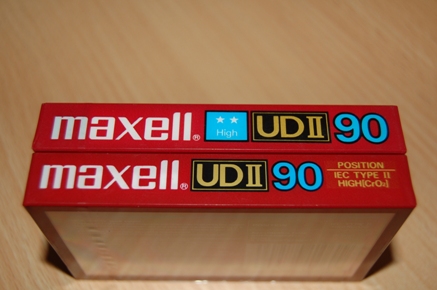 maxell® ★★ High UDII 90
maxell® UDII 90 POSITION
IEC TYPE II
HIGH[CrO₂]